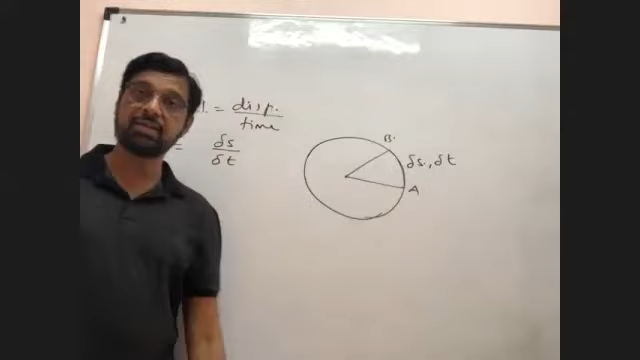 = disp.
time
= δs
δt
B.
δs, δt
A